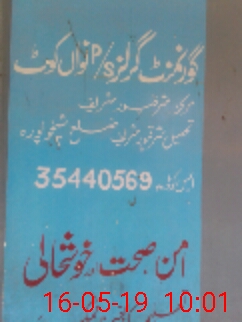 گورنمنٹ گرلز P/S نواں کوٹ
مرکز شرقپور شریف
تحصیل شرقپور شریف ضلع شیخوپورہ
35440569
امن صحت خوشحالی
16-05-19 10:01